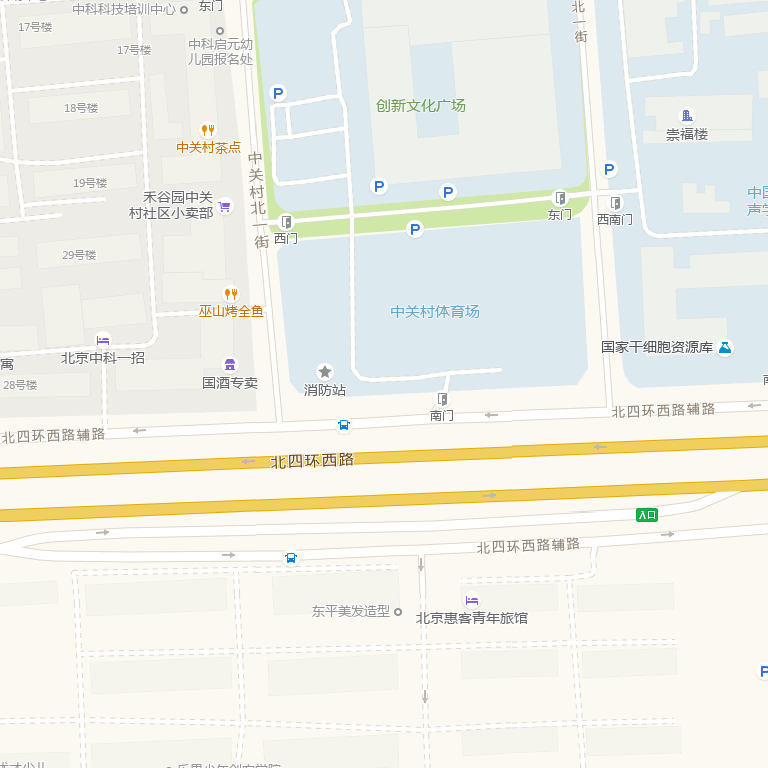 中科科技培训中心
东门
17号楼
17号楼
中科启元幼
儿园报名处
北一街
P
创新文化广场
18号楼
崇福楼
中关村茶点
中关村北一街
P
19号楼
P
P
禾谷园中关
村社区小卖部
东门
西南门
中国
声学
西门
P
29号楼
巫山烤全鱼
中关村体育场
寓
北京中科一招
国家干细胞资源库
28号楼
国酒专卖
消防站
南门
南
北四环西路辅路
北四环西路辅路
北四环西路
A口
北四环西路辅路
东平美发造型
北京惠客青年旅馆
P